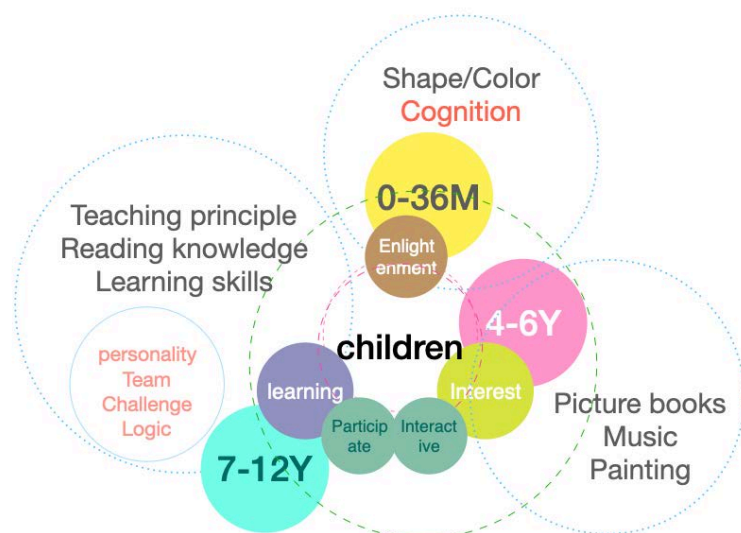 Shape/Color
Cognition
0-36M
Enlight
enment
Teaching principle
Reading knowledge
Learning skills
personality
Team
Challenge
Logic
4-6Y
children
learning
Interest
Particip
ate
Interact
ive
7-12Y
Picture books
Music
Painting